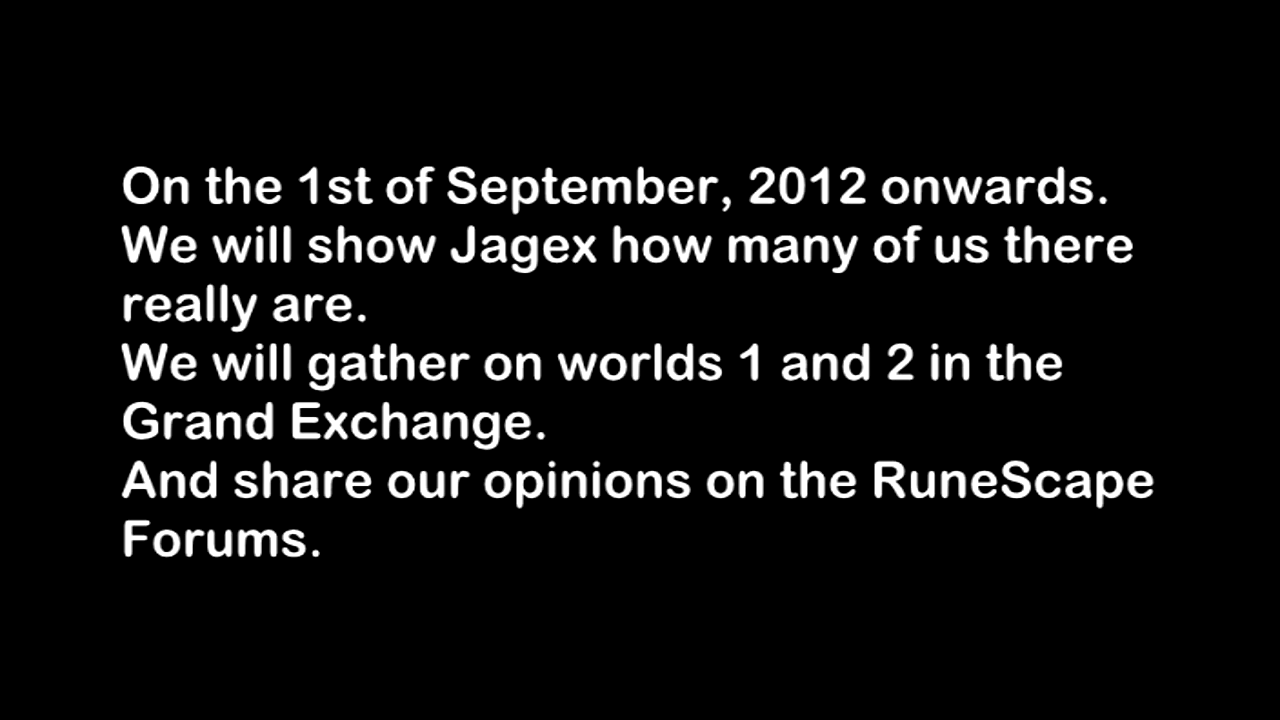 On the 1st of September, 2012 onwards.
We will show Jagex how many of us there
really are.
We will gather on worlds 1 and 2 in the
Grand Exchange.
And share our opinions on the RuneScape
Forums.